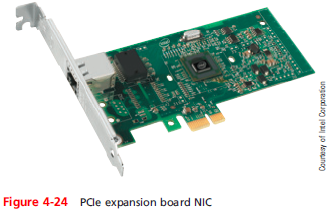 Courtesy of Intel Corporation
Figure 4-24 PCIe expansion board NIC